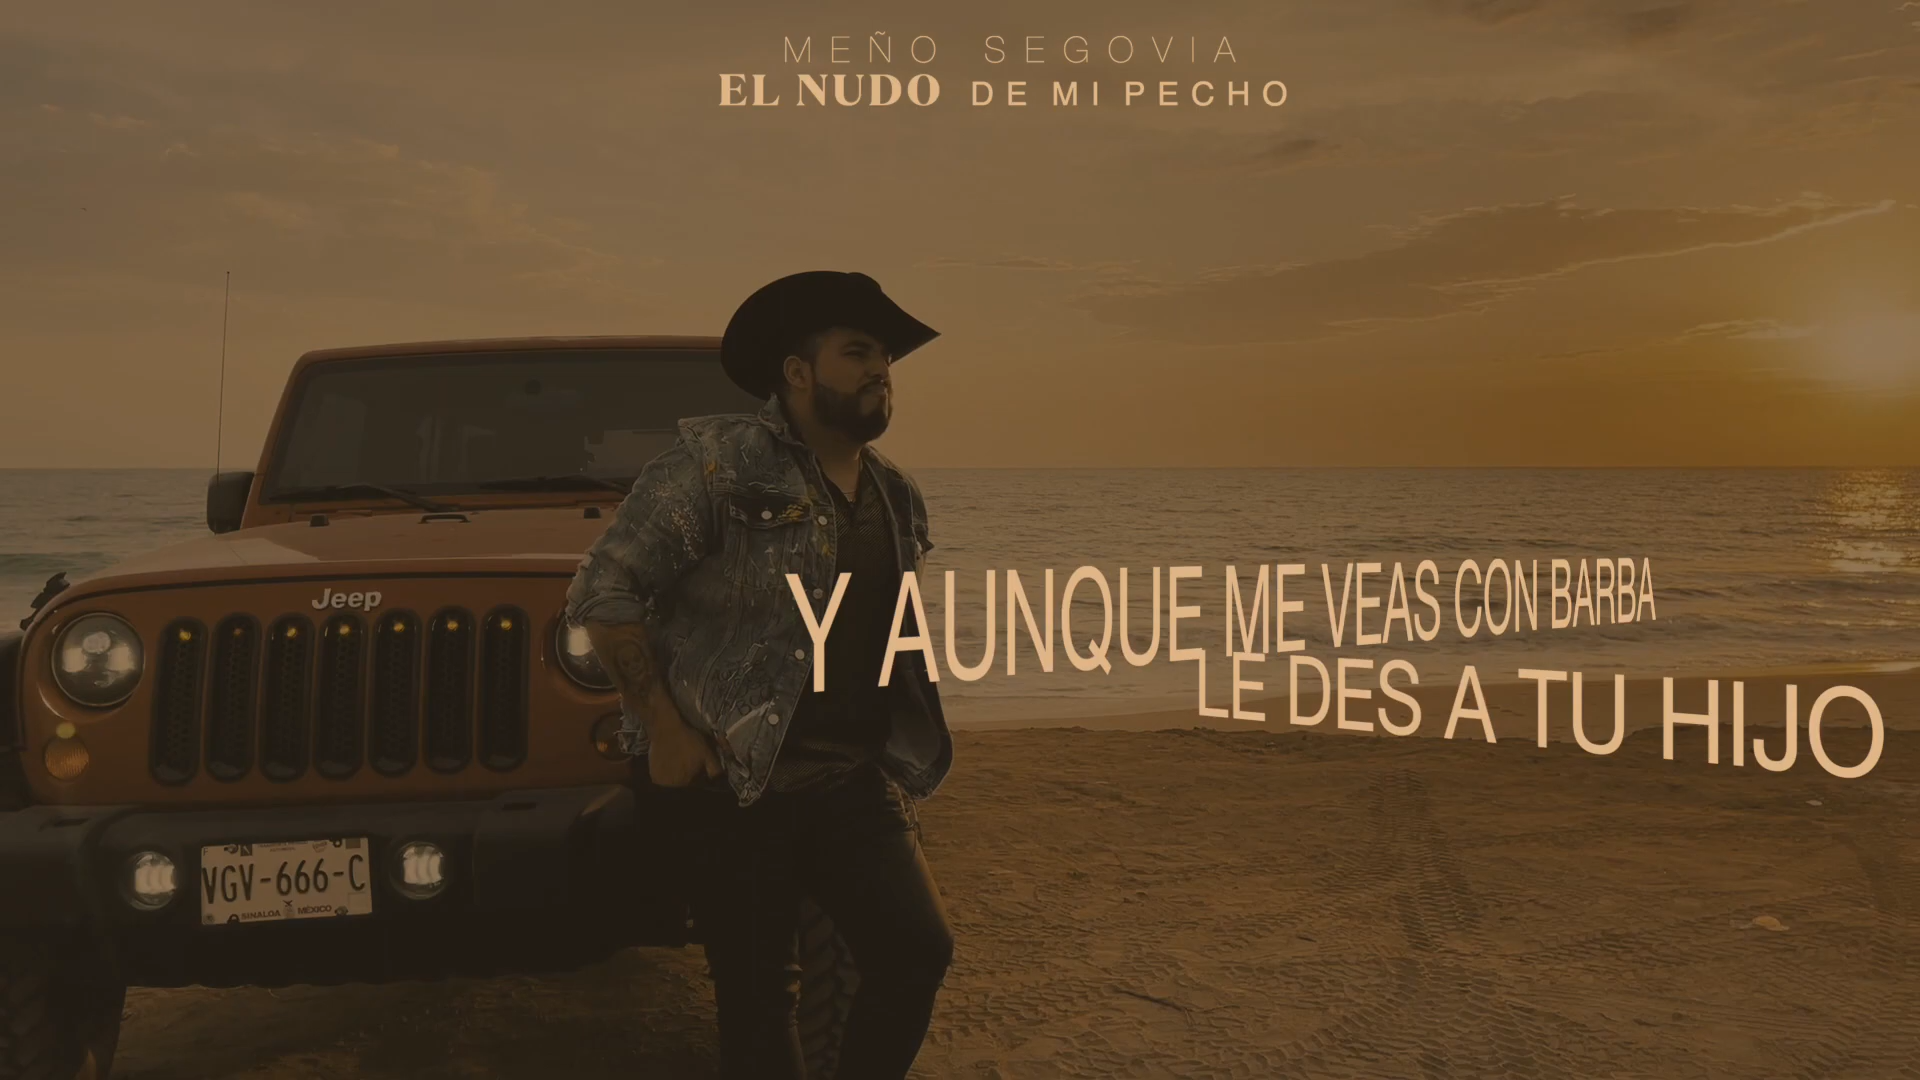 MEÑO SEGOVIA
EL NUDO DE MI PECHO
Y AUNQUE ME VEAS CON BARBA
LE DES A TU HIJO
Jeep
VGV-666-C
SINALOA MÉXICO